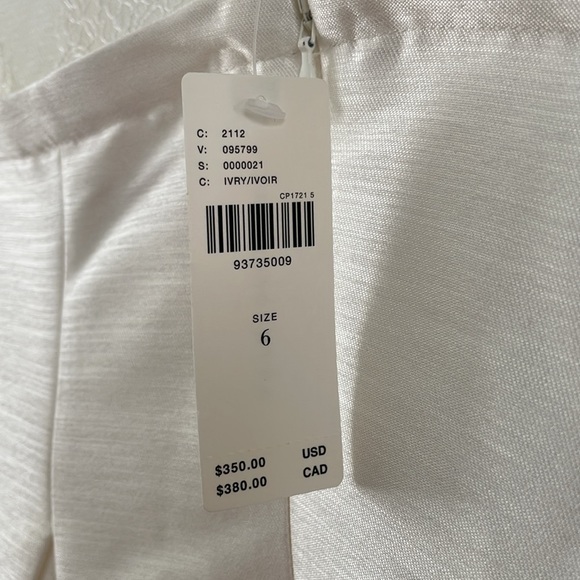 C: 2112
V: 095799
S: 0000021
C: IVRY/IVOIR
CP1721 5
93735009
SIZE
6
$350.00 USD
$380.00 CAD